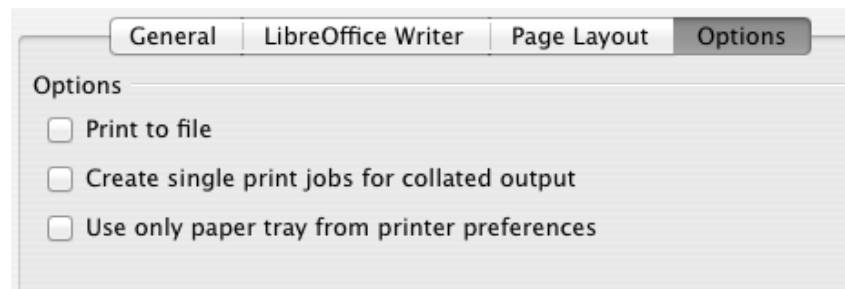 General LibreOffice Writer Page Layout Options
Options
Print to file
Create single print jobs for collated output
Use only paper tray from printer preferences